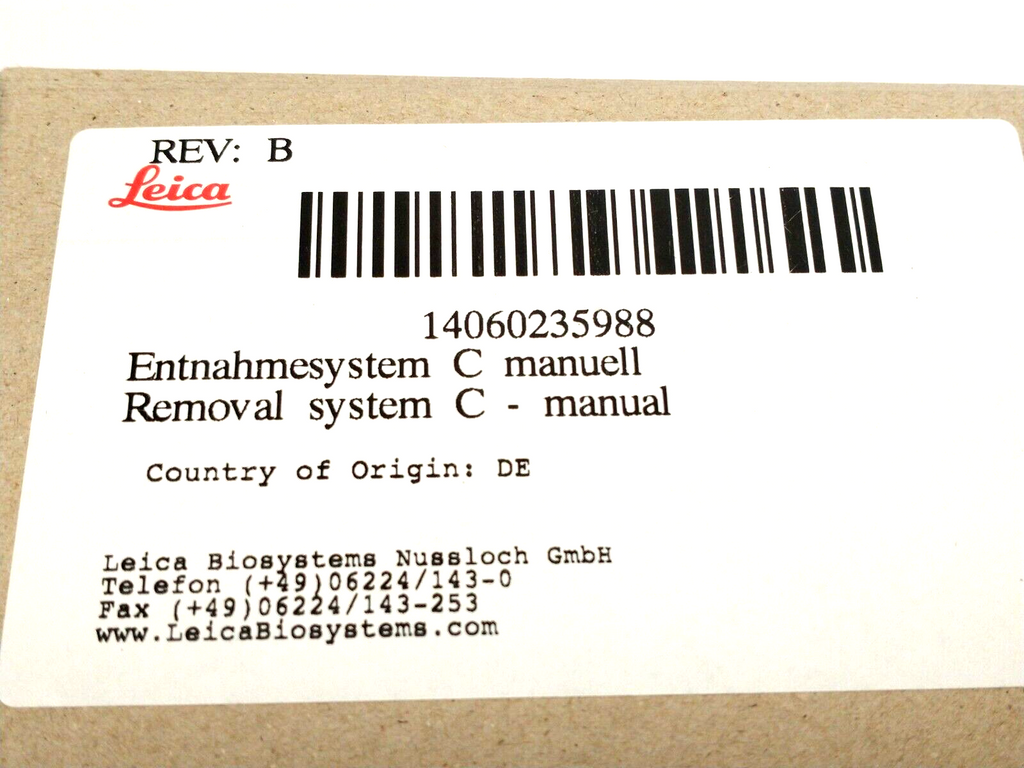 REV: B
Leica
14060235988
Entnahmesystem C manuell
Removal system C - manual
Country of Origin: DE
Leica Biosystems Nussloch GmbH
Telefon (+49)06224/143-0
Fax (+49)06224/143-253
www.LeicaBiosystems.com